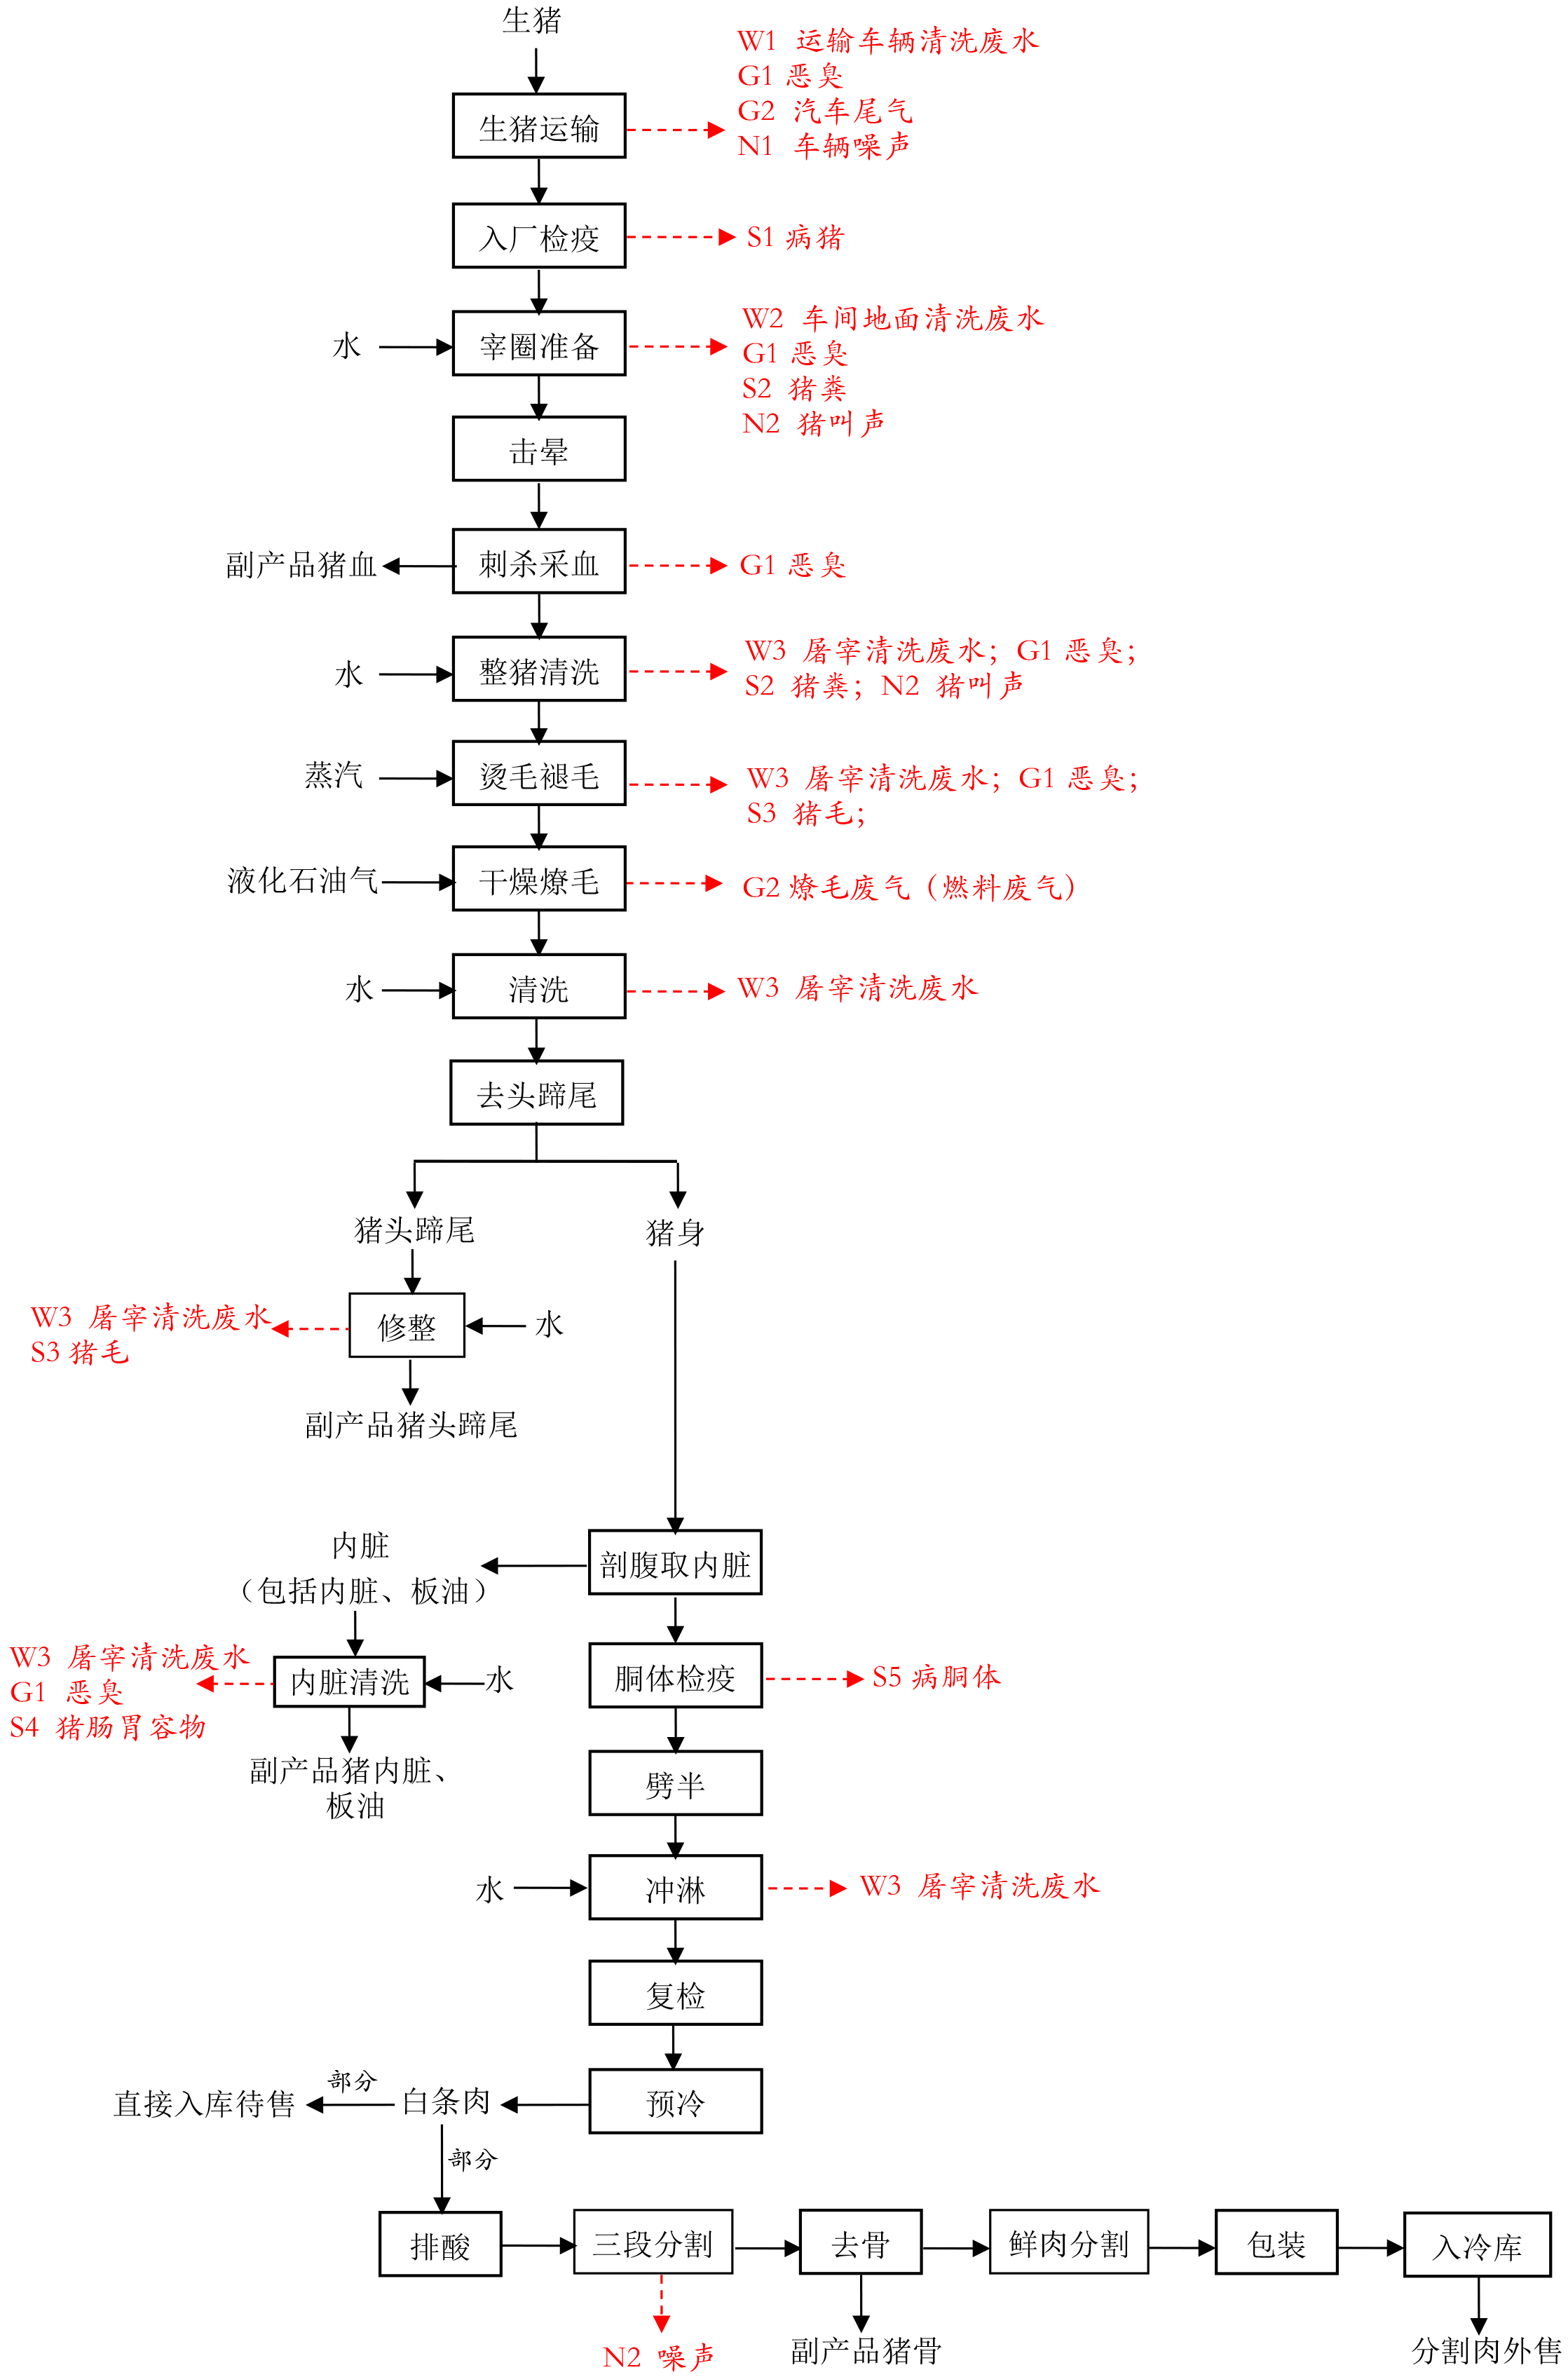 生猪
W1 运输车辆清洗废水
G1 恶臭
G2 汽车尾气
N1 车辆噪声
生猪运输
入厂检疫
S1 病猪
水
宰圈准备
W2 车间地面清洗废水
G1 恶臭
S2 猪粪
N2 猪叫声
击晕
副产品猪血
刺杀采血
G1 恶臭
水
整猪清洗
W3 屠宰清洗废水；G1 恶臭；
S2 猪粪；N2 猪叫声
蒸汽
烫毛褪毛
W3 屠宰清洗废水；G1 恶臭；
S3 猪毛；
液化石油气
干燥燎毛
G2 燎毛废气（燃料废气）
水
清洗
W3 屠宰清洗废水
去头蹄尾
猪头蹄尾
猪身
W3 屠宰清洗废水
S3 猪毛
修整
水
副产品猪头蹄尾
内脏
（包括内脏、板油）
剖腹取内脏
W3 屠宰清洗废水
G1 恶臭
S4 猪肠胃容物
内脏清洗
水
胴体检疫
S5 病胴体
副产品猪内脏、
板油
劈半
水
冲淋
W3 屠宰清洗废水
复检
直接入库待售
部分
白条肉
预冷
部分
排酸
三段分割
去骨
鲜肉分割
包装
入冷库
N2 噪声
副产品猪骨
分割肉外售